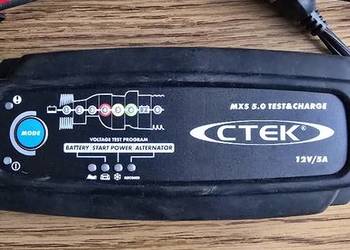 MXS 5.0 TEST&CHARGE
CTEK
12V/5A
MODE
VOLTAGE TEST PROGRAM
BATTERY START POWER ALTERNATOR